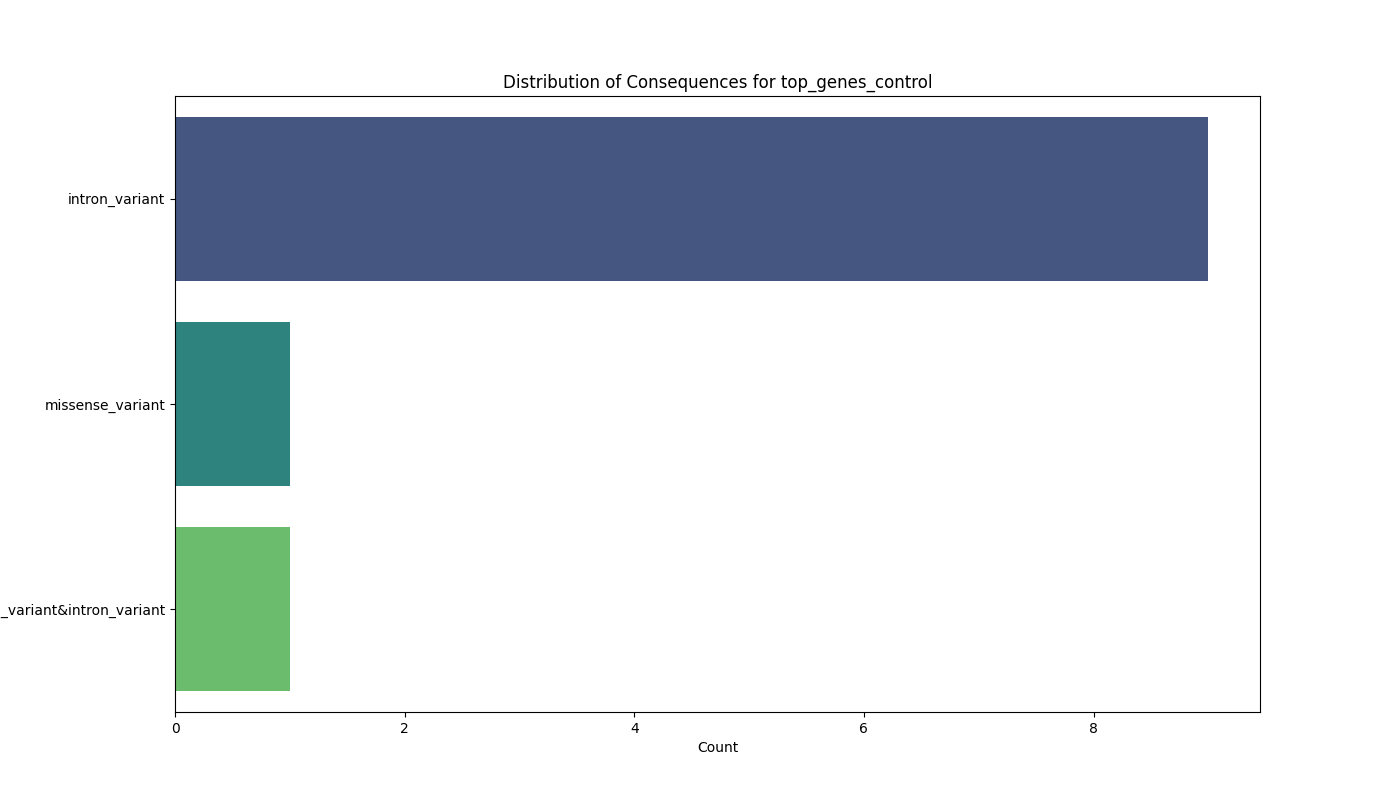 Distribution of Consequences for top_genes_control
intron_variant
missense_variant
_variant&intron_variant
0 2 4 6 8
Count